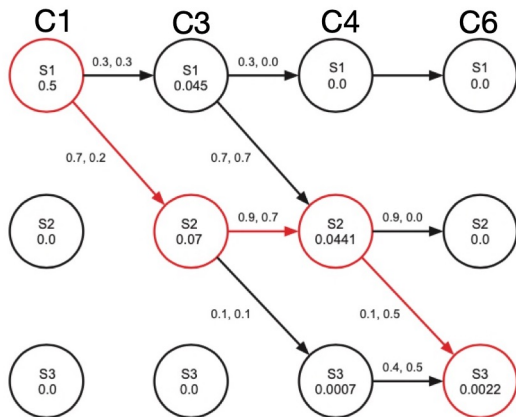 C1 C3 C4 C6
S1 0.3, 0.3 S1 0.3, 0.0 S1 S1
0.5 0.045 0.0 0.0
0.7, 0.2 0.7, 0.7
S2 S2 0.9, 0.7 S2 0.9, 0.0 S2
0.0 0.07 0.0441 0.0
0.1, 0.1 0.1, 0.5
S3 S3 S3 0.4, 0.5 S3
0.0 0.0 0.0007 0.0022